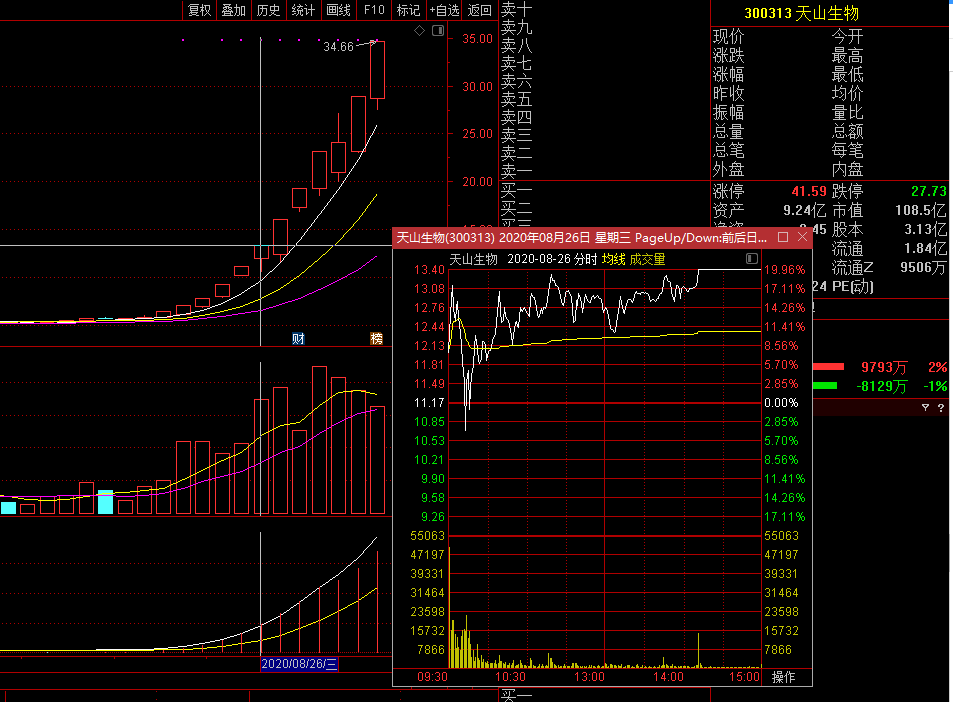 复权 叠加 历史 统计 画线 F10 标记 +自选 返回
34.66
35.00
30.00
25.00
20.00
财
榜
2020/08/26/三
卖十
卖九
卖八
卖七
卖六
卖五
卖四
卖三
卖二
卖一
买一
买二
300313 天山生物
现价 今开
涨跌 最高
涨幅 最低
昨收 均价
振幅 量比
总量 总额
总笔 每笔
外盘 内盘
涨停 41.59 跌停 27.73
资产 9.24亿 市值 108.5亿
.45 股本 3.13亿
流通 1.84亿
流通Z 9506万
24 PE(动)
9793万 2%
-8129万 -1%
?
天山生物(300313) 2020年08月26日 星期三 PageUp/Down:前后日...
天山生物 2020-08-26 分时 均线 成交量
13.40 19.96%
13.08 17.11%
12.76 14.26%
12.44 11.41%
12.13 8.56%
11.81 5.70%
11.49 2.85%
11.17 0.00%
10.85 2.85%
10.53 5.70%
10.21 8.56%
9.90 11.41%
9.58 14.26%
9.26 17.11%
55063 55063
47197 47197
39331 39331
31464 31464
23598 23598
15732 15732
7866 7866
09:30 10:30 13:00 14:00 15:00 操作